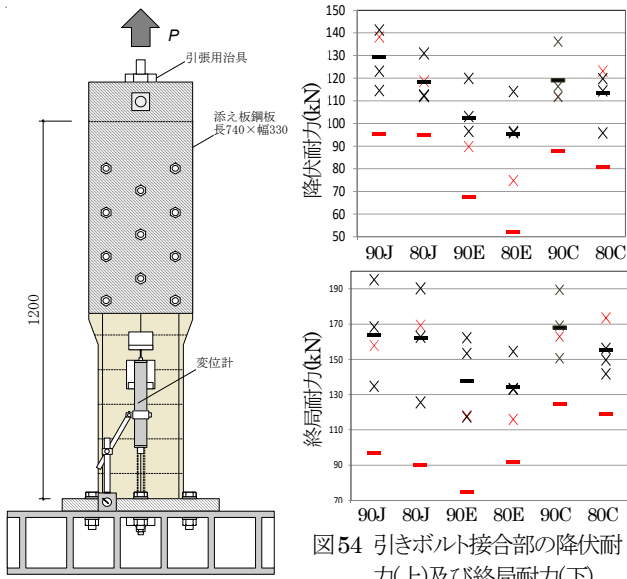 P
引張用治具
添え板鋼板
長740×幅330
1200
変位計
降伏耐力(kN)
150
140
130
120
110
100
90
80
70
60
50
90J 80J 90E 80E 90C 80C
終局耐力(kN)
190
170
150
130
110
90
70
90J 80J 90E 80E 90C 80C
図54 引きボルト接合部の降伏耐
力(上)及び終局耐力(下)